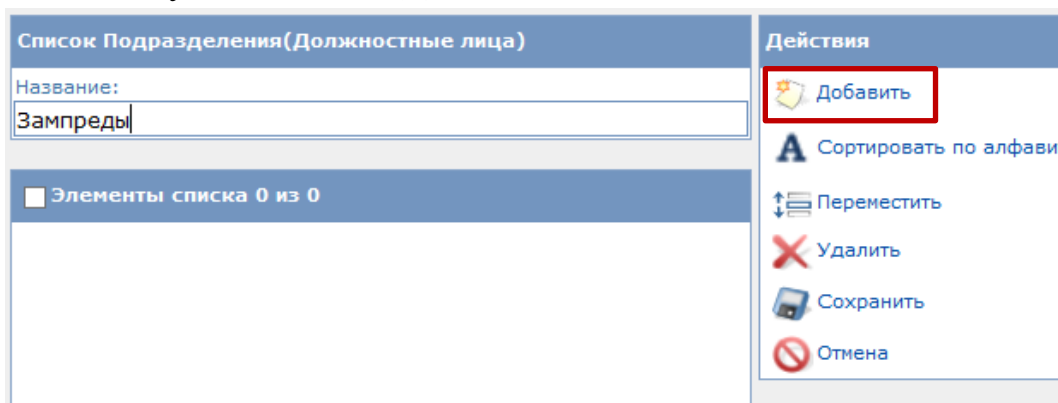 Список Подразделения(Должностные лица)
Название:
Зампреды
Элементы списка 0 из 0
Действия
Добавить
Сортировать по алфави
Переместить
Удалить
Сохранить
Отмена